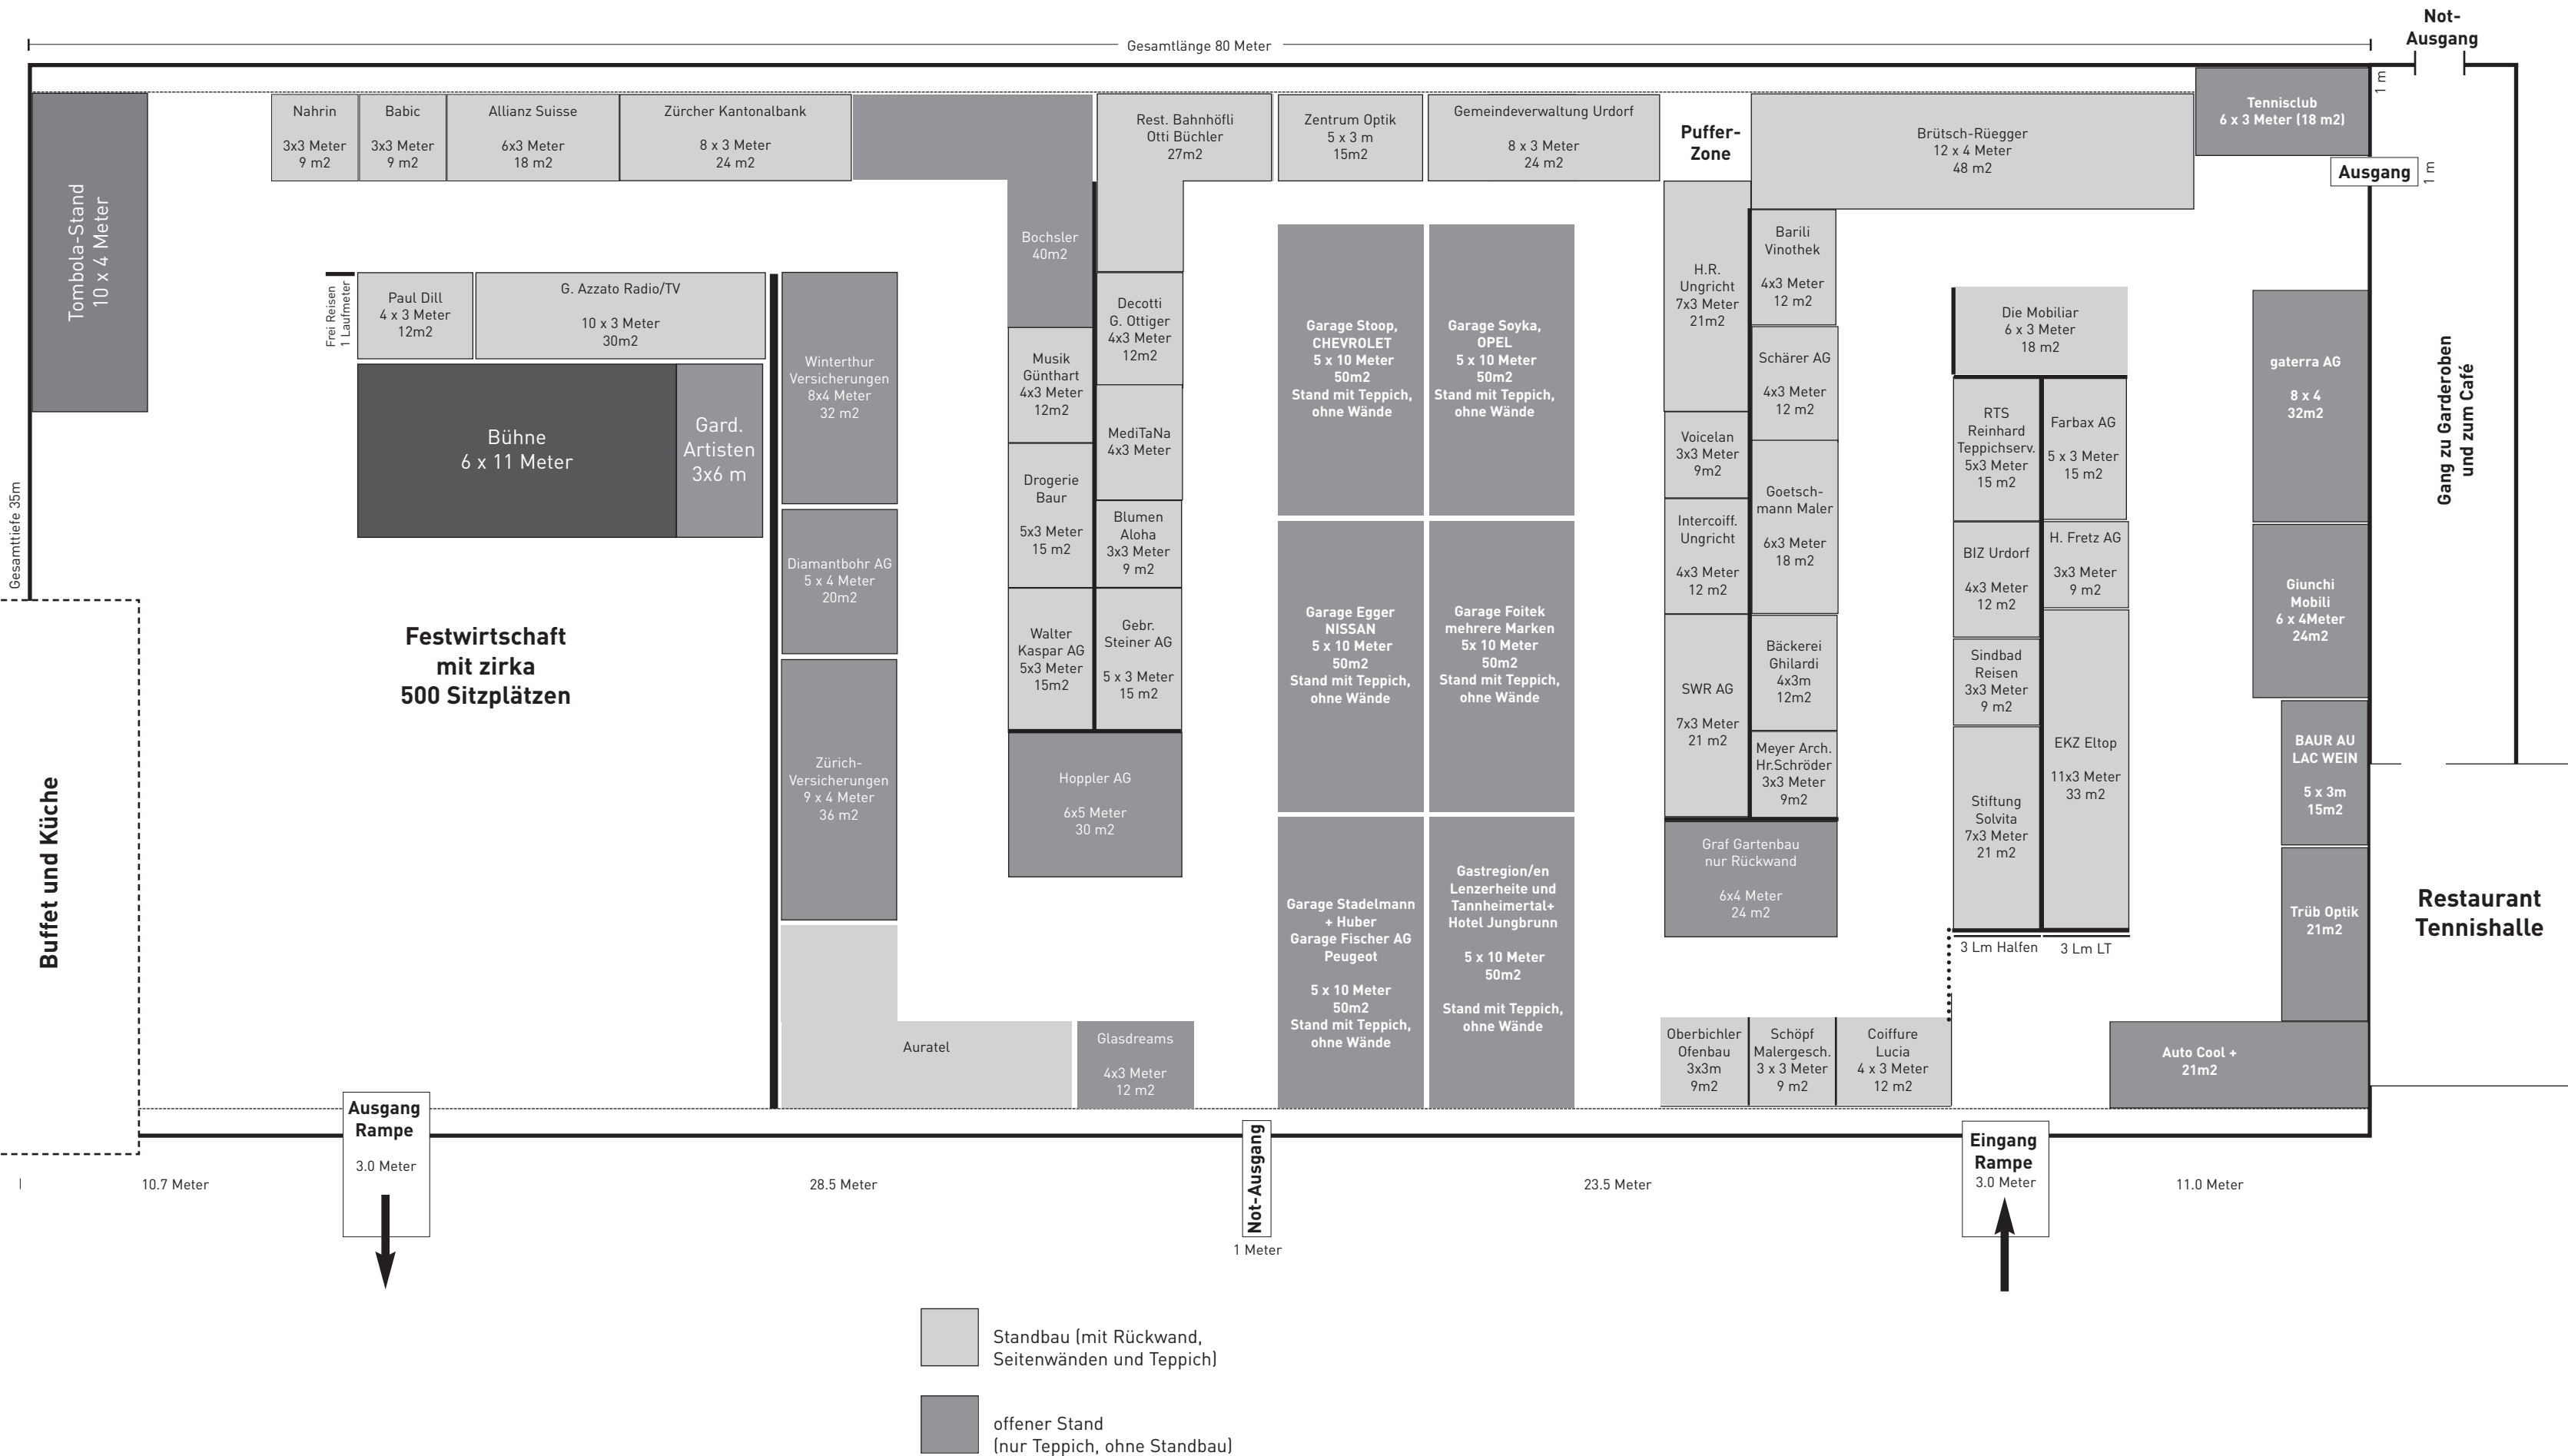 Gesamtlänge 80 Meter
Not-
Ausgang
1 m
Tombola-Stand
10 x 4 Meter
Nahrin
3x3 Meter
9 m2
Babic
3x3 Meter
9 m2
Allianz Suisse
6x3 Meter
18 m2
Zürcher Kantonalbank
8 x 3 Meter
24 m2
Bochsler
40m2
Rest. Bahnhöfli
Otti Büchler
27m2
Zentrum Optik
5 x 3 m
15m2
Gemeindeverwaltung Urdorf
8 x 3 Meter
24 m2
Puffer-
Zone
Brütsch-Rüegger
12 x 4 Meter
48 m2
Tennisclub
6 x 3 Meter (18 m2)
Ausgang
1 m
Gesamttiefe 35m
Frei Reisen
1 Laufmeter
Paul Dill
4 x 3 Meter
12m2
G. Azzato Radio/TV
10 x 3 Meter
30m2
Bühne
6 x 11 Meter
Gard.
Artisten
3x6 m
Festwirtschaft
mit zirka
500 Sitzplätzen
Buffet und Küche
Winterthur
Versicherungen
8x4 Meter
32 m2
Diamantbohr AG
5 x 4 Meter
20m2
Zürich-
Versicherungen
9 x 4 Meter
36 m2
Auratel
Glasdreams
4x3 Meter
12 m2
Musik
Günthart
4x3 Meter
12m2
Drogerie
Baur
5x3 Meter
15 m2
Walter
Kaspar AG
5x3 Meter
15m2
Decotti
G. Ottiger
4x3 Meter
12m2
MediTaNa
4x3 Meter
Blumen
Aloha
3x3 Meter
9 m2
Gebr.
Steiner AG
5 x 3 Meter
15 m2
Hoppler AG
6x5 Meter
30 m2
Garage Stoop,
CHEVROLET
5 x 10 Meter
50m2
Stand mit Teppich,
ohne Wände
Garage Soyka,
OPEL
5 x 10 Meter
50m2
Stand mit Teppich,
ohne Wände
Garage Egger
NISSAN
5 x 10 Meter
50m2
Stand mit Teppich,
ohne Wände
Garage Foitek
mehrere Marken
5x 10 Meter
50m2
Stand mit Teppich,
ohne Wände
Garage Stadelmann
+ Huber
Garage Fischer AG
Peugeot
5 x 10 Meter
50m2
Stand mit Teppich,
ohne Wände
Gastregion/en
Lenzerheite und
Tannheimertal+
Hotel Jungbrunn
5 x 10 Meter
50m2
Stand mit Teppich,
ohne Wände
H.R.
Ungricht
7x3 Meter
21m2
Voicelan
3x3 Meter
9m2
Intercoiff.
Ungricht
4x3 Meter
12 m2
SWR AG
7x3 Meter
21 m2
Barili
Vinothek
4x3 Meter
12 m2
Schärer AG
4x3 Meter
12 m2
Goetsch-
mann Maler
6x3 Meter
18 m2
Bäckerei
Ghilardi
4x3m
12m2
Meyer Arch.
Hr.Schröder
3x3 Meter
9m2
Graf Gartenbau
nur Rückwand
6x4 Meter
24 m2
Oberbichler
Ofenbau
3x3m
9m2
Schöpf
Malergesch.
3 x 3 Meter
9 m2
Coiffure
Lucia
4 x 3 Meter
12 m2
Die Mobiliar
6 x 3 Meter
18 m2
RTS
Reinhard
Teppichserv.
5x3 Meter
15 m2
BIZ Urdorf
4x3 Meter
12 m2
Sindbad
Reisen
3x3 Meter
9 m2
Stiftung
Solvita
7x3 Meter
21 m2
Farbax AG
5 x 3 Meter
15 m2
H. Fretz AG
3x3 Meter
9 m2
EKZ Eltop
11x3 Meter
33 m2
3 Lm Halfen
3 Lm LT
gaterra AG
8 x 4
32m2
Giunchi
Mobili
6 x 4Meter
24m2
BAUR AU
LAC WEIN
5 x 3m
15m2
Trüb Optik
21m2
Auto Cool +
21m2
Gang zu Garderoben
und zum Café
Restaurant
Tennishalle
Ausgang
Rampe
3.0 Meter
Not-Ausgang
1 Meter
Eingang
Rampe
3.0 Meter
10.7 Meter
28.5 Meter
23.5 Meter
11.0 Meter
Standbau (mit Rückwand,
Seitenwänden und Teppich)
offener Stand
(nur Teppich, ohne Standbau)